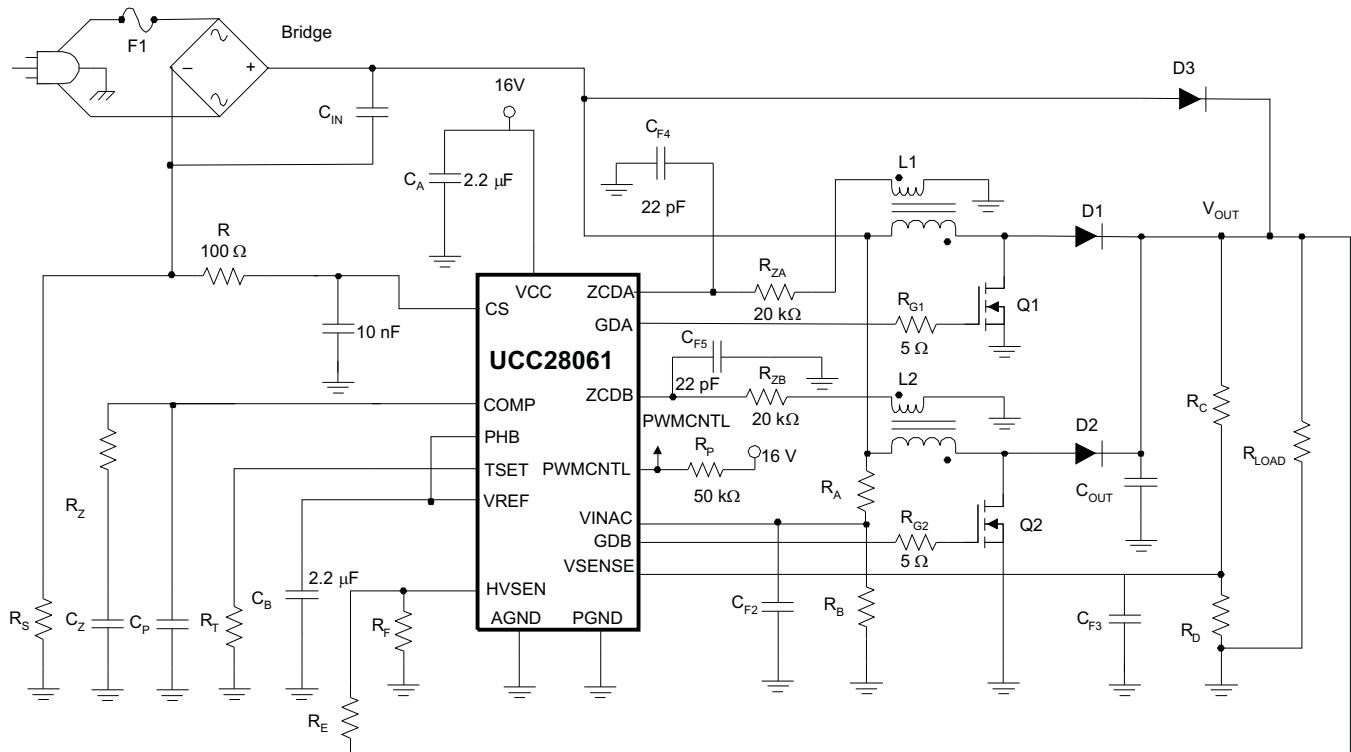 F1
Bridge
~
− +
~
C_IN
16V
C_A
2.2 µF
C_F4
22 pF
L1
D3
D1
V_OUT
R
100 Ω
10 nF
R_ZA
20 kΩ
R_G1
5 Ω
Q1
VCC
CS
ZCDA
GDA
UCC28061
COMP
PHB
TSET
VREF
HVSEN
AGND
PGND
ZCDB
PWMCNTL
VINAC
GDB
VSENSE
C_F5
22 pF
R_ZB
20 kΩ
L2
PWMCNTL
R_P
50 kΩ
16 V
R_A
R_G2
5 Ω
Q2
D2
C_OUT
R_C
R_LOAD
R_Z
R_S
C_Z
C_P
R_T
C_B
2.2 µF
R_F
R_E
C_F2
R_B
C_F3
R_D